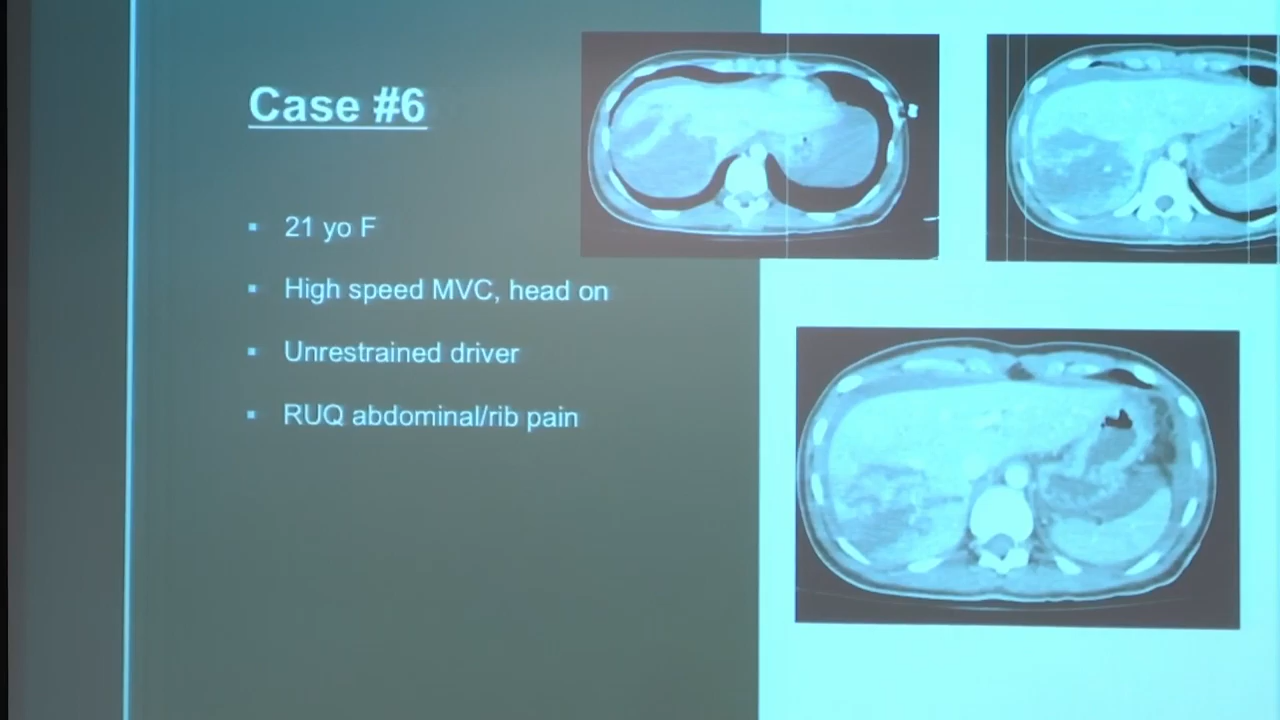 Case #6
21 yo F
High speed MVC, head on
Unrestrained driver
RUQ abdominal/rib pain